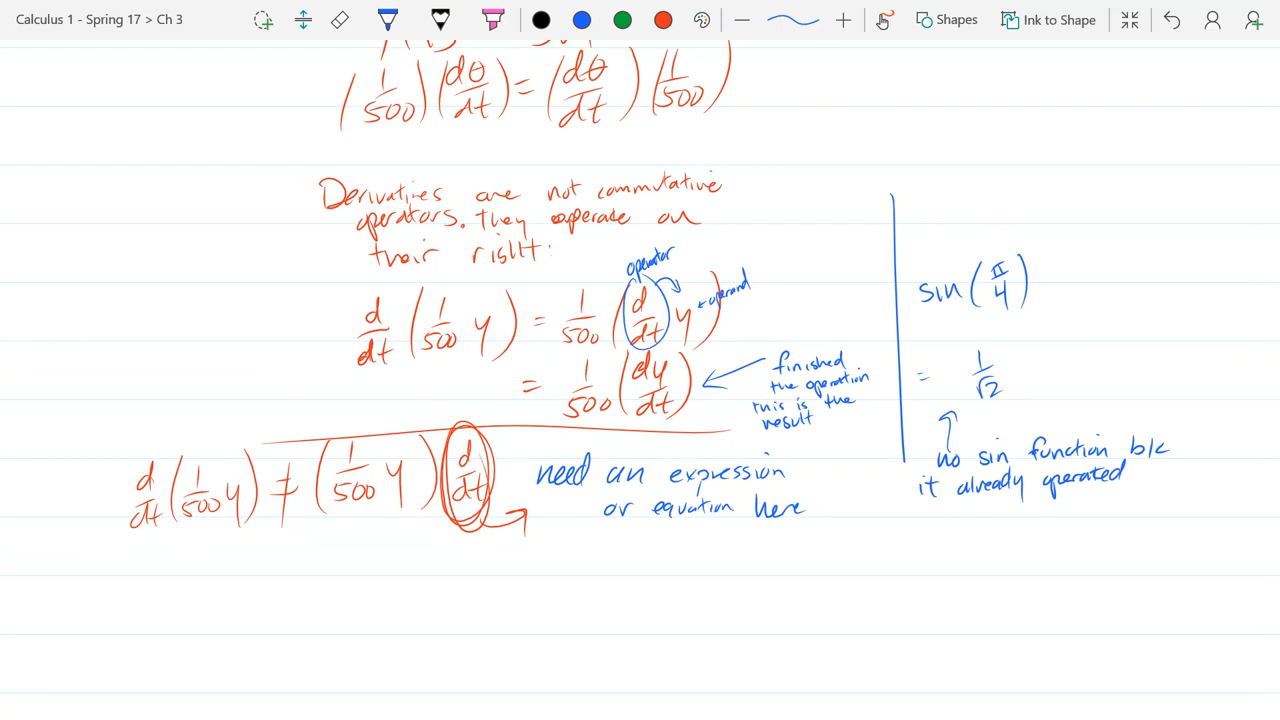 Calculus 1 - Spring 17 > Ch 3
Shapes
Ink to Shape
(1/500)(dθ/dt) = (dθ/dt)(1/500)
Derivatives are not commutative
operators. They operate on
their right:
operator
operand
d/dt (1/500 y) = 1/500 (d/dt y)
= 1/500 (dy/dt)
finished
the operation
this is the
result
d/dt (1/500 y) ≠ (1/500 y) d/dt
need an expression
or equation here
sin(π/4)
= 1/√2
no sin function b/c
it already operated